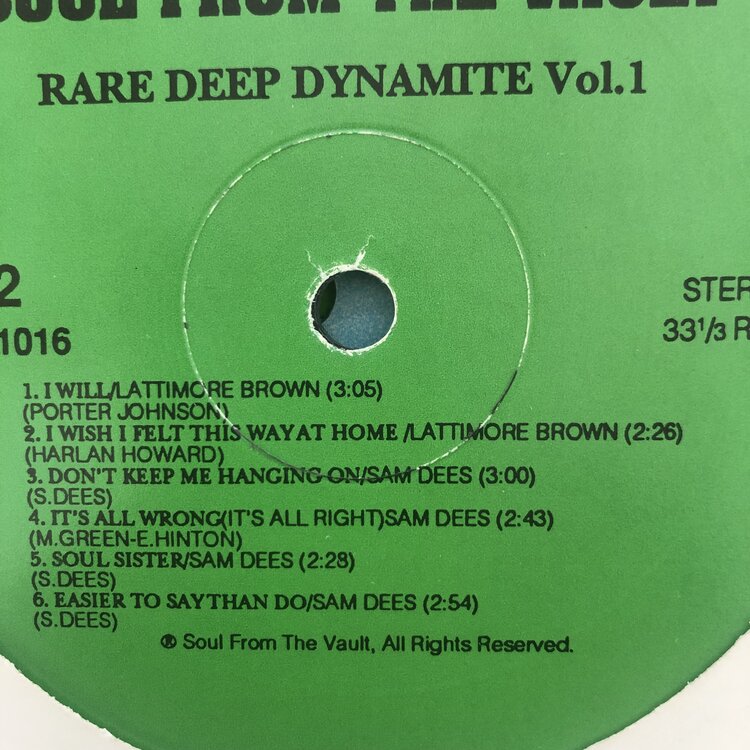 SOUL FROM THE VAULT
RARE DEEP DYNAMITE Vol.1
2
1016
STER
33⅓ R
1. I WILL/LATTIMORE BROWN (3:05)
(PORTER JOHNSON)
2. I WISH I FELT THIS WAYAT HOME /LATTIMORE BROWN (2:26)
(HARLAN HOWARD)
3. DON'T KEEP ME HANGING ON/SAM DEES (3:00)
(S.DEES)
4. IT'S ALL WRONG(IT'S ALL RIGHT)SAM DEES (2:43)
(M.GREEN-E.HINTON)
5. SOUL SISTER/SAM DEES (2:28)
(S.DEES)
6. EASIER TO SAYTHAN DO/SAM DEES (2:54)
(S.DEES)
℗ Soul From The Vault, All Rights Reserved.